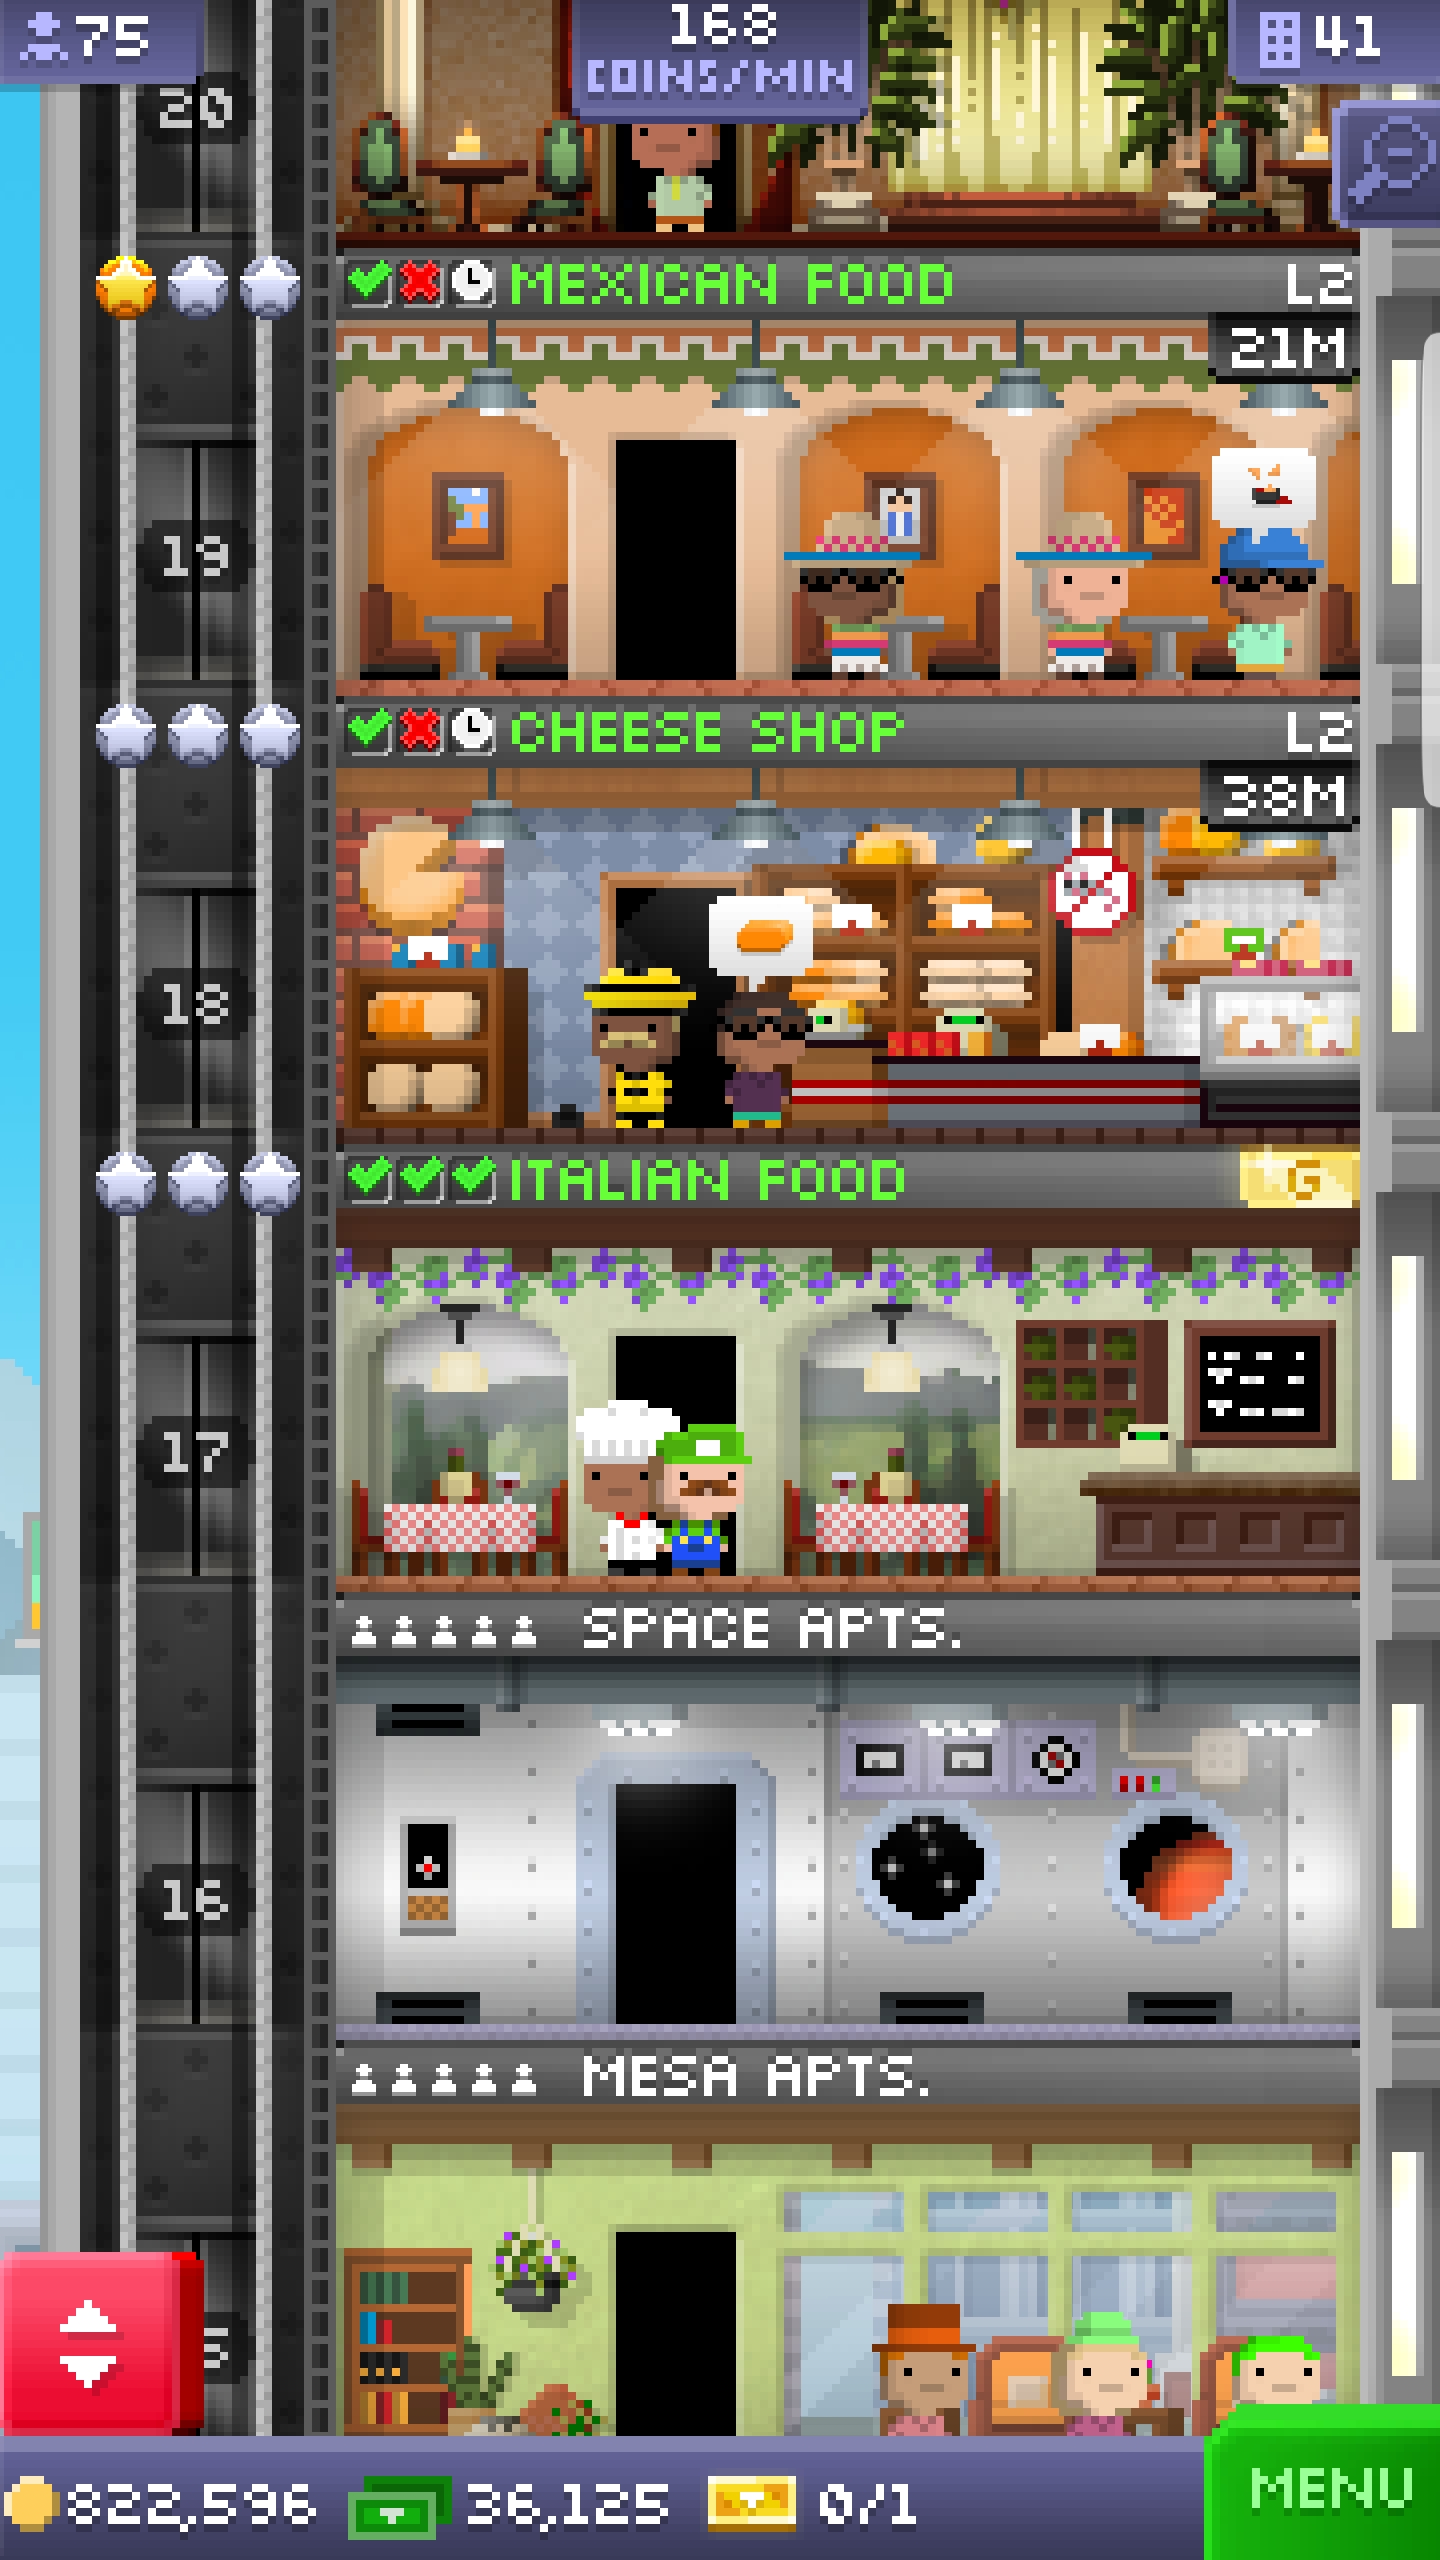 75
168
COINS/MIN
41
20
MEXICAN FOOD
L2
21M
19
CHEESE SHOP
L2
38M
18
ITALIAN FOOD
G
17
SPACE APTS.
16
MESA APTS.
5
822,596
36,125
0/1
MENU